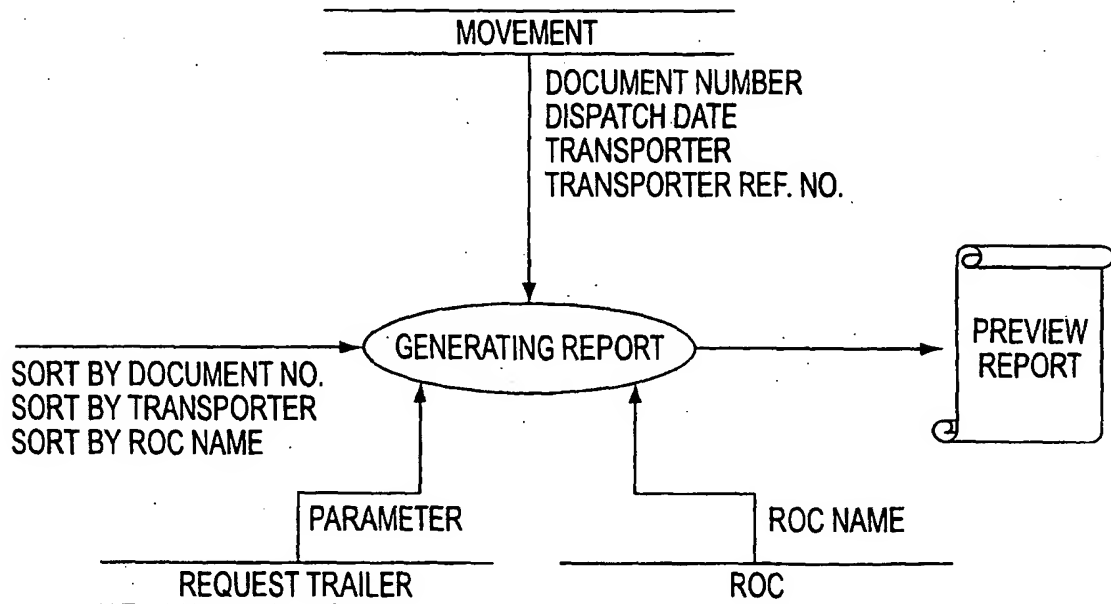 MOVEMENT
DOCUMENT NUMBER
DISPATCH DATE
TRANSPORTER
TRANSPORTER REF. NO.
GENERATING REPORT
PREVIEW
REPORT
SORT BY DOCUMENT NO.
SORT BY TRANSPORTER
SORT BY ROC NAME
PARAMETER
ROC NAME
REQUEST TRAILER
ROC